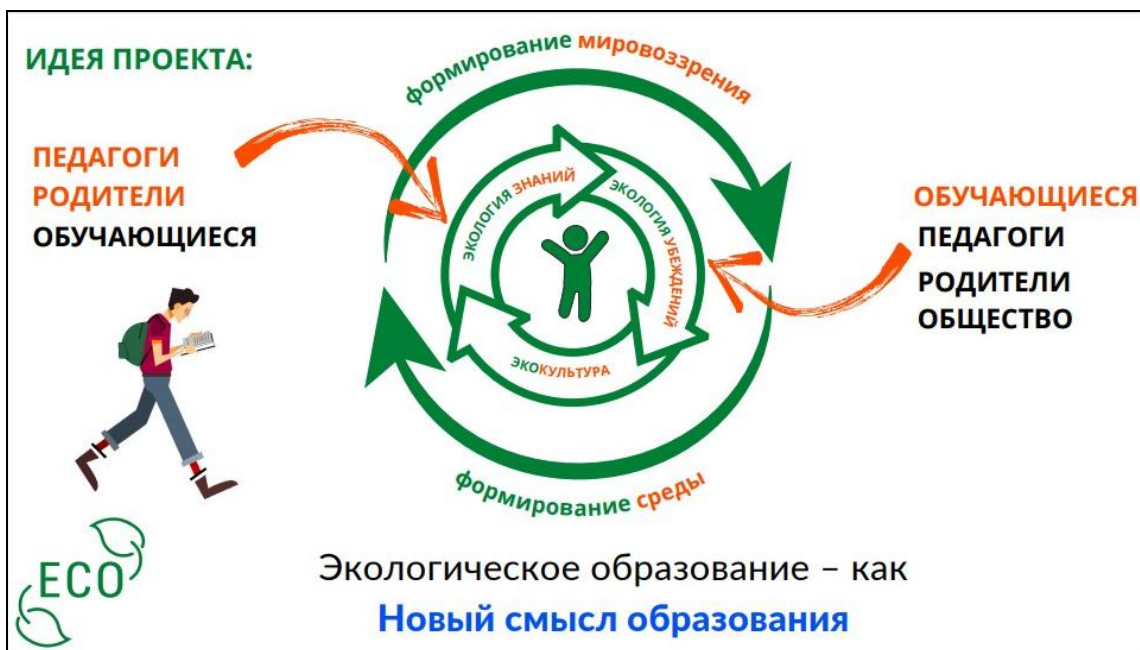 ИДЕЯ ПРОЕКТА:
формирование мировоззрения
ПЕДАГОГИ
РОДИТЕЛИ
ОБУЧАЮЩИЕСЯ
ЭКОЛОГИЯ ЗНАНИЙ
ЭКОЛОГИЯ УБЕЖДЕНИЙ
ЭКОКУЛЬТУРА
ОБУЧАЮЩИЕСЯ
ПЕДАГОГИ
РОДИТЕЛИ
ОБЩЕСТВО
формирование среды
ECO
Экологическое образование – как
Новый смысл образования